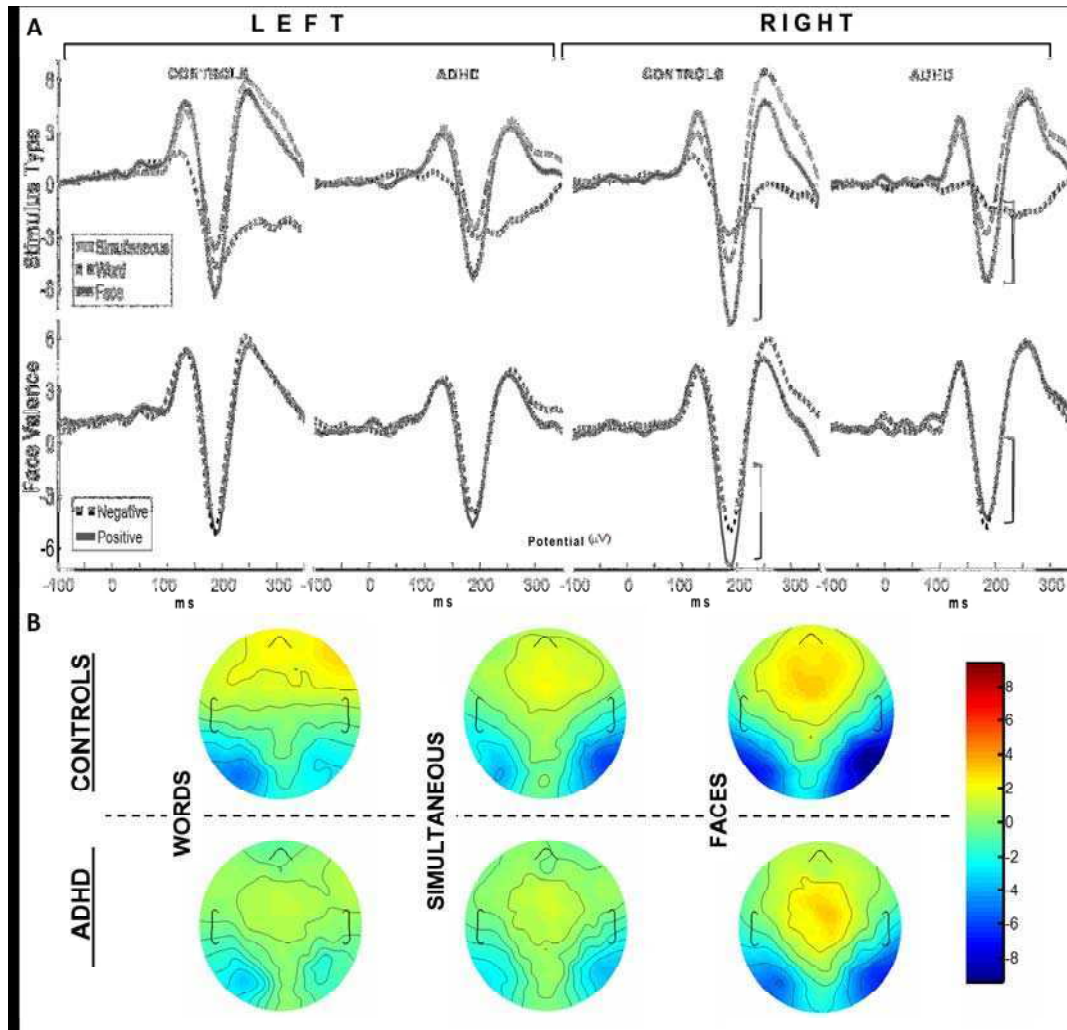 A
LEFT
RIGHT
CONTROLS
ADHD
CONTROLS
ADHD
Stimulus Type
6
3
0
-3
-6
Simultaneous
Word
Face
Face Valence
6
3
0
-3
-6
Negative
Positive
Potential (μV)
-100 0 100 200 300
-100 0 100 200 300
-100 0 100 200 300
-100 0 100 200 300
ms
ms
ms
ms
B
CONTROLS
WORDS
SIMULTANEOUS
FACES
ADHD
8
6
4
2
0
-2
-4
-6
-8